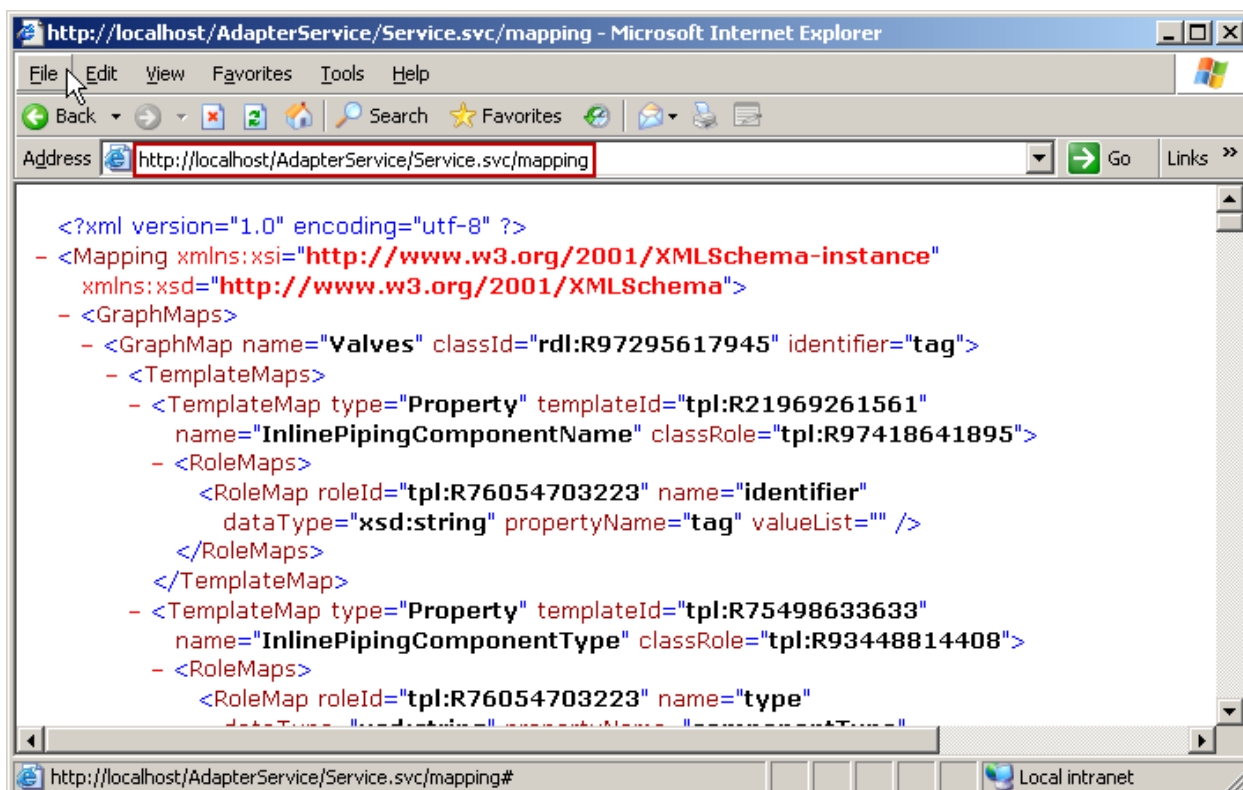 http://localhost/AdapterService/Service.svc/mapping - Microsoft Internet Explorer
File Edit View Favorites Tools Help
Back Search Favorites
Address http://localhost/AdapterService/Service.svc/mapping Go Links »
<?xml version="1.0" encoding="utf-8" ?>
- <Mapping xmlns:xsi="http://www.w3.org/2001/XMLSchema-instance"
xmlns:xsd="http://www.w3.org/2001/XMLSchema">
- <GraphMaps>
- <GraphMap name="Valves" classId="rdl:R97295617945" identifier="tag">
- <TemplateMaps>
- <TemplateMap type="Property" templateId="tpl:R21969261561"
name="InlinePipingComponentName" classRole="tpl:R97418641895">
- <RoleMaps>
<RoleMap roleId="tpl:R76054703223" name="identifier"
dataType="xsd:string" propertyName="tag" valueList="" />
</RoleMaps>
</TemplateMap>
- <TemplateMap type="Property" templateId="tpl:R75498633633"
name="InlinePipingComponentType" classRole="tpl:R93448814408">
- <RoleMaps>
<RoleMap roleId="tpl:R76054703223" name="type"
dataType="xsd:string" propertyName="componentType"
http://localhost/AdapterService/Service.svc/mapping# Local intranet